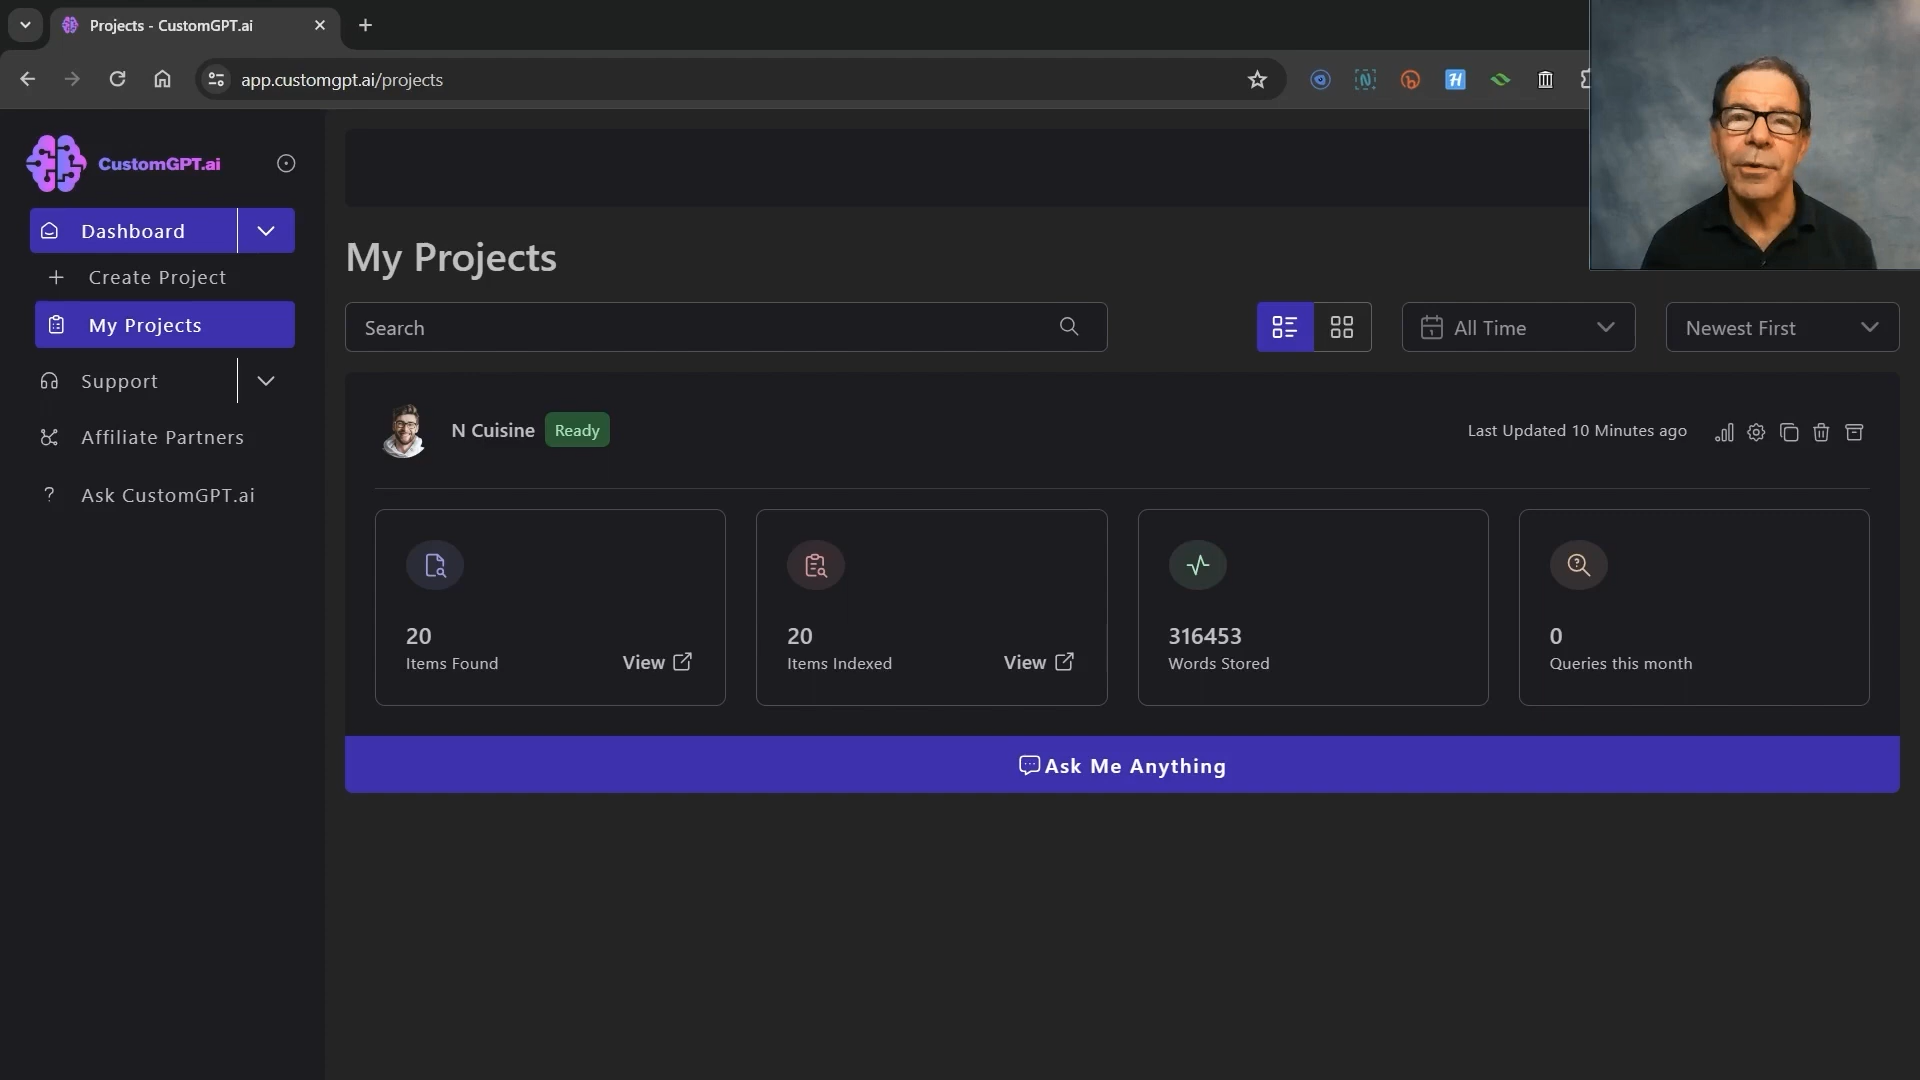 Projects - CustomGPT.ai
app.customgpt.ai/projects
CustomGPT.ai
Dashboard
Create Project
My Projects
Support
Affiliate Partners
? Ask CustomGPT.ai
My Projects
Search
All Time
Newest First
N Cuisine Ready
Last Updated 10 Minutes ago
20
Items Found
View
20
Items Indexed
View
316453
Words Stored
0
Queries this month
Ask Me Anything